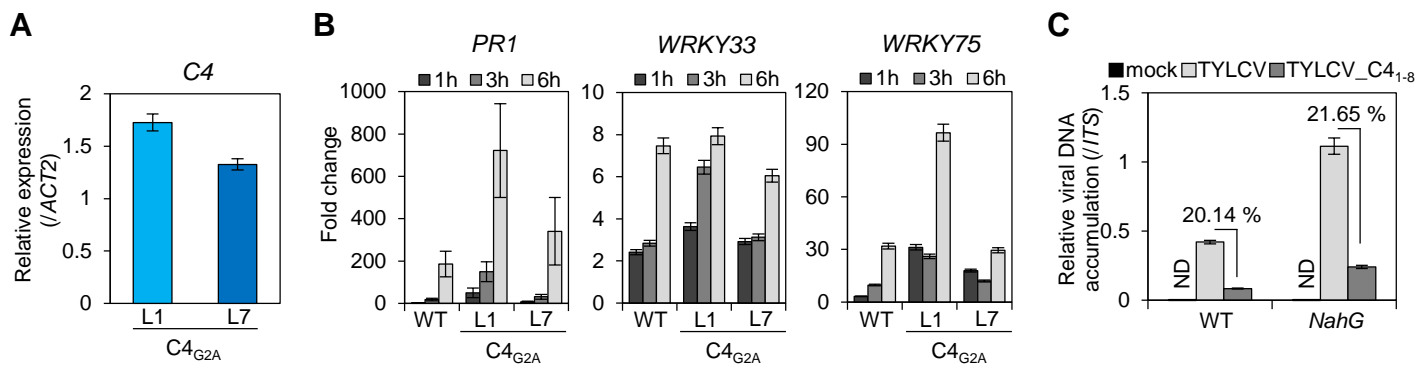 A
C4
Relative expression
(/ACT2)
2
1.5
1
0.5
0
L1 L7
C4G2A
B
PR1 WRKY33 WRKY75
1h 3h 6h 1h 3h 6h 1h 3h 6h
Fold change
1000
800
600
400
200
0
WT L1 L7
C4G2A
10
8
6
4
2
0
WT L1 L7
C4G2A
120
90
60
30
0
WT L1 L7
C4G2A
C
mock TYLCV TYLCV_C41-8
Relative viral DNA
accumulation (/ITS)
1.5
1
0.5
0
21.65 %
20.14 %
ND ND
WT NahG